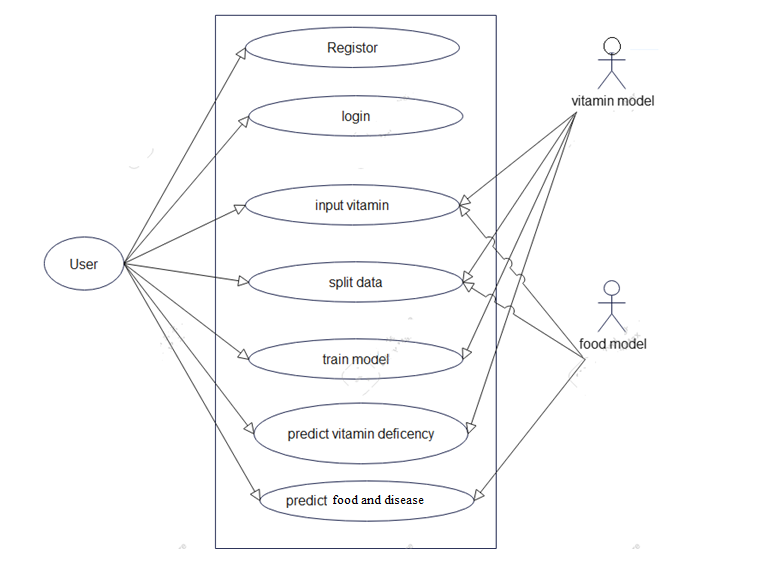 Registor
vitamin model
login
input vitamin
User
split data
food model
train model
predict vitamin deficency
predict food and disease